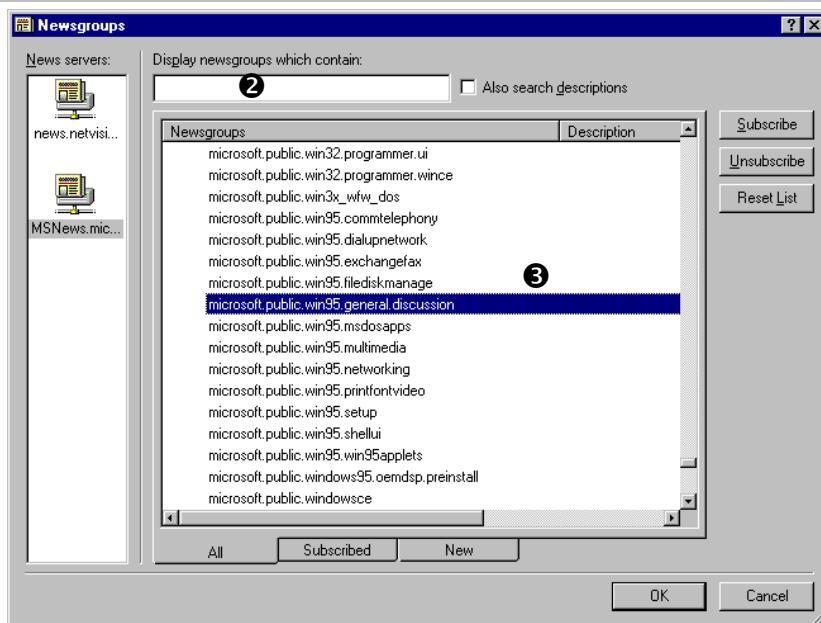 Newsgroups
News servers:
Display newsgroups which contain:
❷
Also search descriptions
news.netvisi...
MSNews.mic...
Newsgroups Description
microsoft.public.win32.programmer.ui
microsoft.public.win32.programmer.wince
microsoft.public.win3x_wfw_dos
microsoft.public.win95.commtelephony
microsoft.public.win95.dialupnetwork
microsoft.public.win95.exchangefax
microsoft.public.win95.filediskmanage
❸
microsoft.public.win95.general.discussion
microsoft.public.win95.msdosapps
microsoft.public.win95.multimedia
microsoft.public.win95.networking
microsoft.public.win95.printfontvideo
microsoft.public.win95.setup
microsoft.public.win95.shellui
microsoft.public.win95.win95applets
microsoft.public.windows95.oemdsp.preinstall
microsoft.public.windowsce
Subscribe
Unsubscribe
Reset List
All Subscribed New
OK Cancel